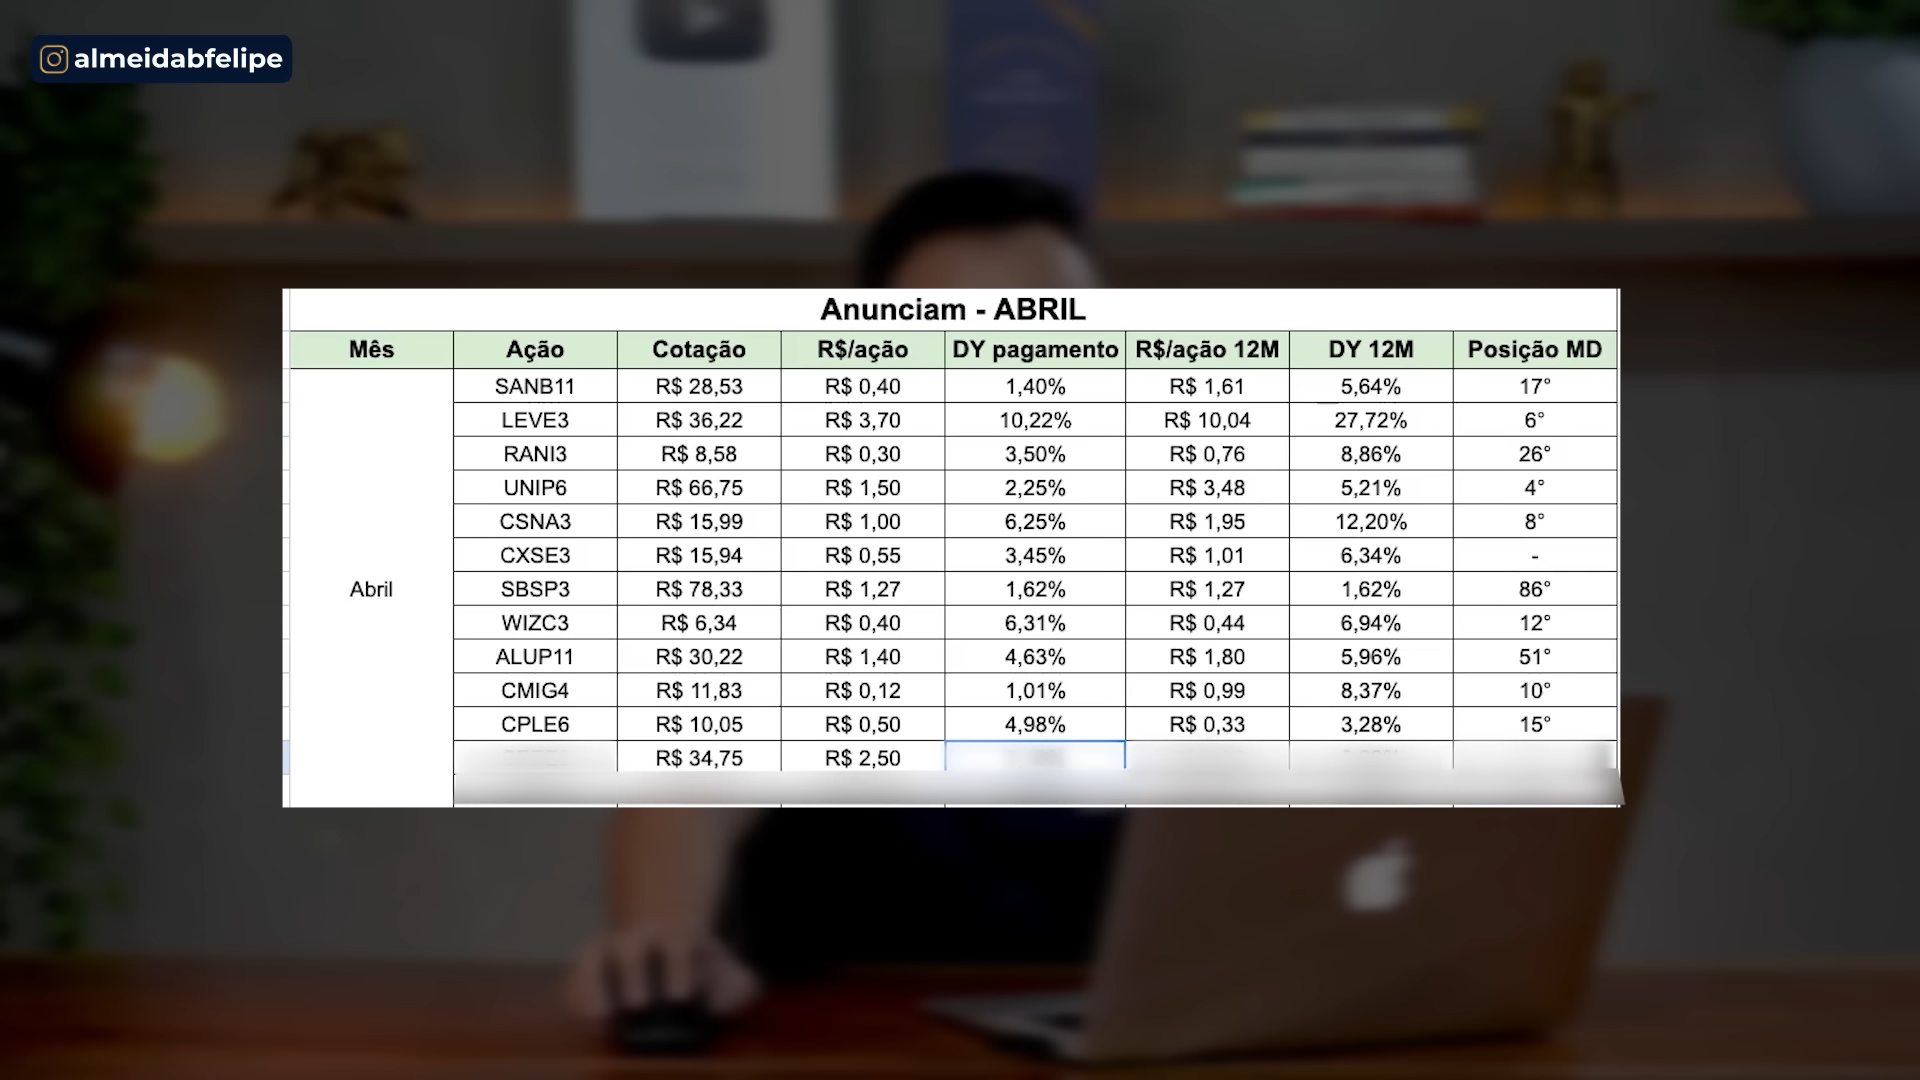 almeidabfelipe
Anunciam - ABRIL
Mês Ação Cotação R$/ação DY pagamento R$/ação 12M DY 12M Posição MD
SANB11 R$ 28,53 R$ 0,40 1,40% R$ 1,61 5,64% 17°
LEVE3 R$ 36,22 R$ 3,70 10,22% R$ 10,04 27,72% 6°
RANI3 R$ 8,58 R$ 0,30 3,50% R$ 0,76 8,86% 26°
UNIP6 R$ 66,75 R$ 1,50 2,25% R$ 3,48 5,21% 4°
CSNA3 R$ 15,99 R$ 1,00 6,25% R$ 1,95 12,20% 8°
CXSE3 R$ 15,94 R$ 0,55 3,45% R$ 1,01 6,34% -
Abril SBSP3 R$ 78,33 R$ 1,27 1,62% R$ 1,27 1,62% 86°
WIZC3 R$ 6,34 R$ 0,40 6,31% R$ 0,44 6,94% 12°
ALUP11 R$ 30,22 R$ 1,40 4,63% R$ 1,80 5,96% 51°
CMIG4 R$ 11,83 R$ 0,12 1,01% R$ 0,99 8,37% 10°
CPLE6 R$ 10,05 R$ 0,50 4,98% R$ 0,33 3,28% 15°
R$ 34,75 R$ 2,50